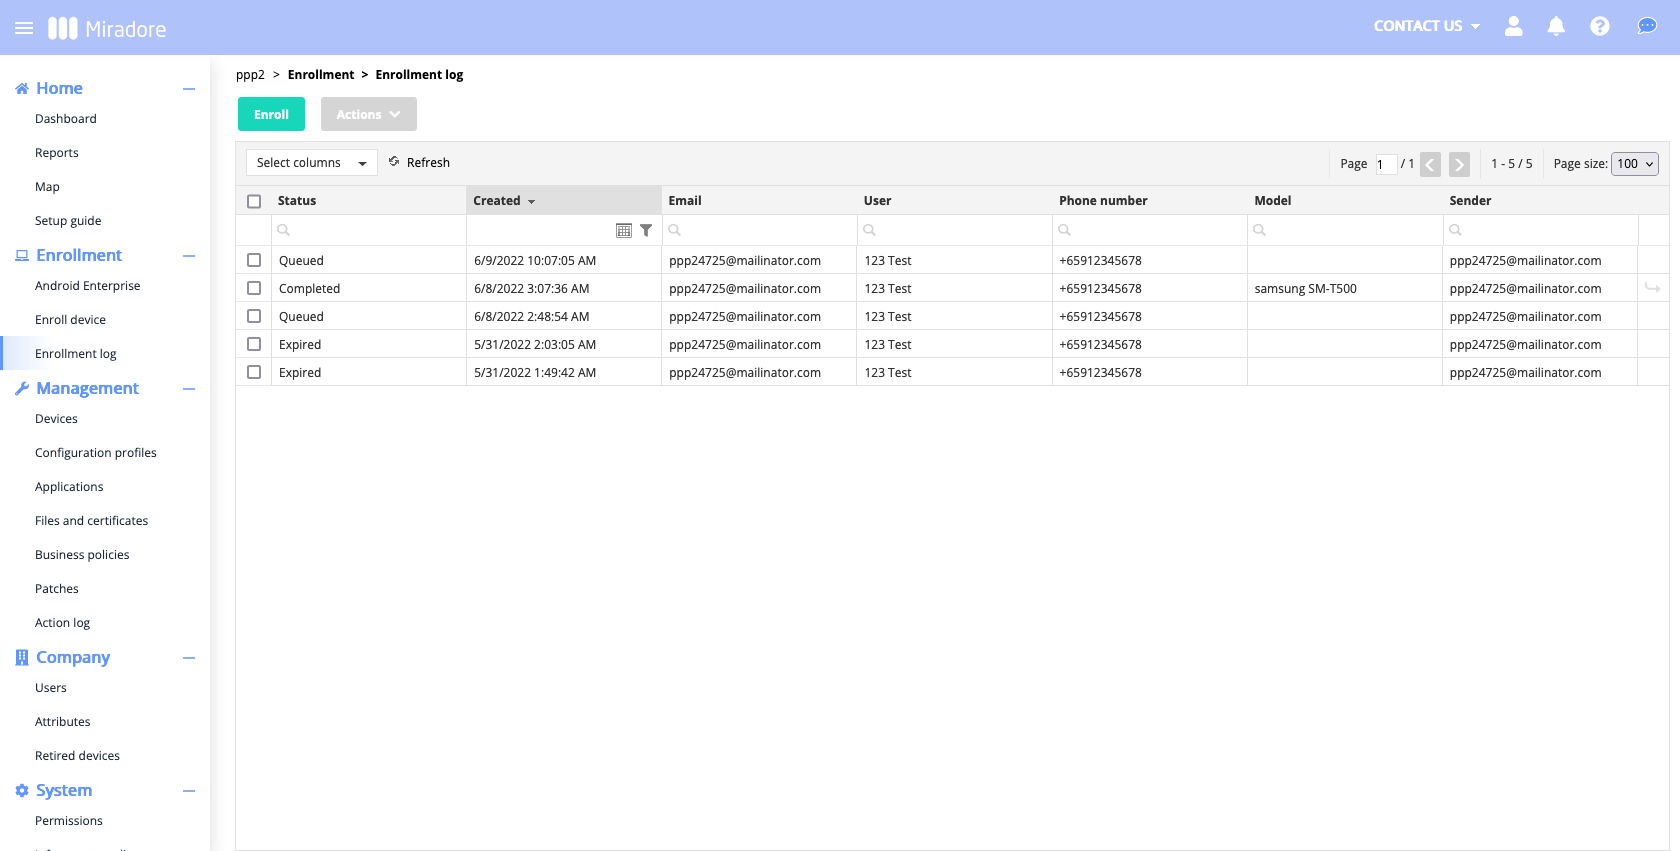 Miradore
CONTACT US
Home
Dashboard
Reports
Map
Setup guide
Enrollment
Android Enterprise
Enroll device
Enrollment log
Management
Devices
Configuration profiles
Applications
Files and certificates
Business policies
Patches
Action log
Company
Users
Attributes
Retired devices
System
Permissions
ppp2 > Enrollment > Enrollment log
Enroll
Actions
Select columns
Refresh
Page 1 / 1
1 - 5 / 5
Page size: 100
Status Created Email User Phone number Model Sender
Queued 6/9/2022 10:07:05 AM ppp24725@mailinator.com 123 Test +65912345678 ppp24725@mailinator.com
Completed 6/8/2022 3:07:36 AM ppp24725@mailinator.com 123 Test +65912345678 samsung SM-T500 ppp24725@mailinator.com
Queued 6/8/2022 2:48:54 AM ppp24725@mailinator.com 123 Test +65912345678 ppp24725@mailinator.com
Expired 5/31/2022 2:03:05 AM ppp24725@mailinator.com 123 Test +65912345678 ppp24725@mailinator.com
Expired 5/31/2022 1:49:42 AM ppp24725@mailinator.com 123 Test +65912345678 ppp24725@mailinator.com